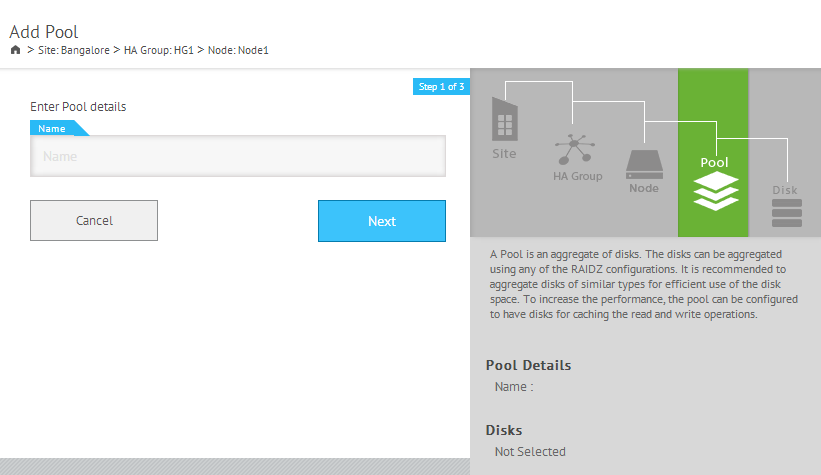 Add Pool
> Site: Bangalore > HA Group: HG1 > Node: Node1
Step 1 of 3
Enter Pool details
Name
Name
Cancel
Next
Site
HA Group
Node
Pool
Disk
A Pool is an aggregate of disks. The disks can be aggregated
using any of the RAIDZ configurations. It is recommended to
aggregate disks of similar types for efficient use of the disk
space. To increase the performance, the pool can be configured
to have disks for caching the read and write operations.
Pool Details
Name :
Disks
Not Selected